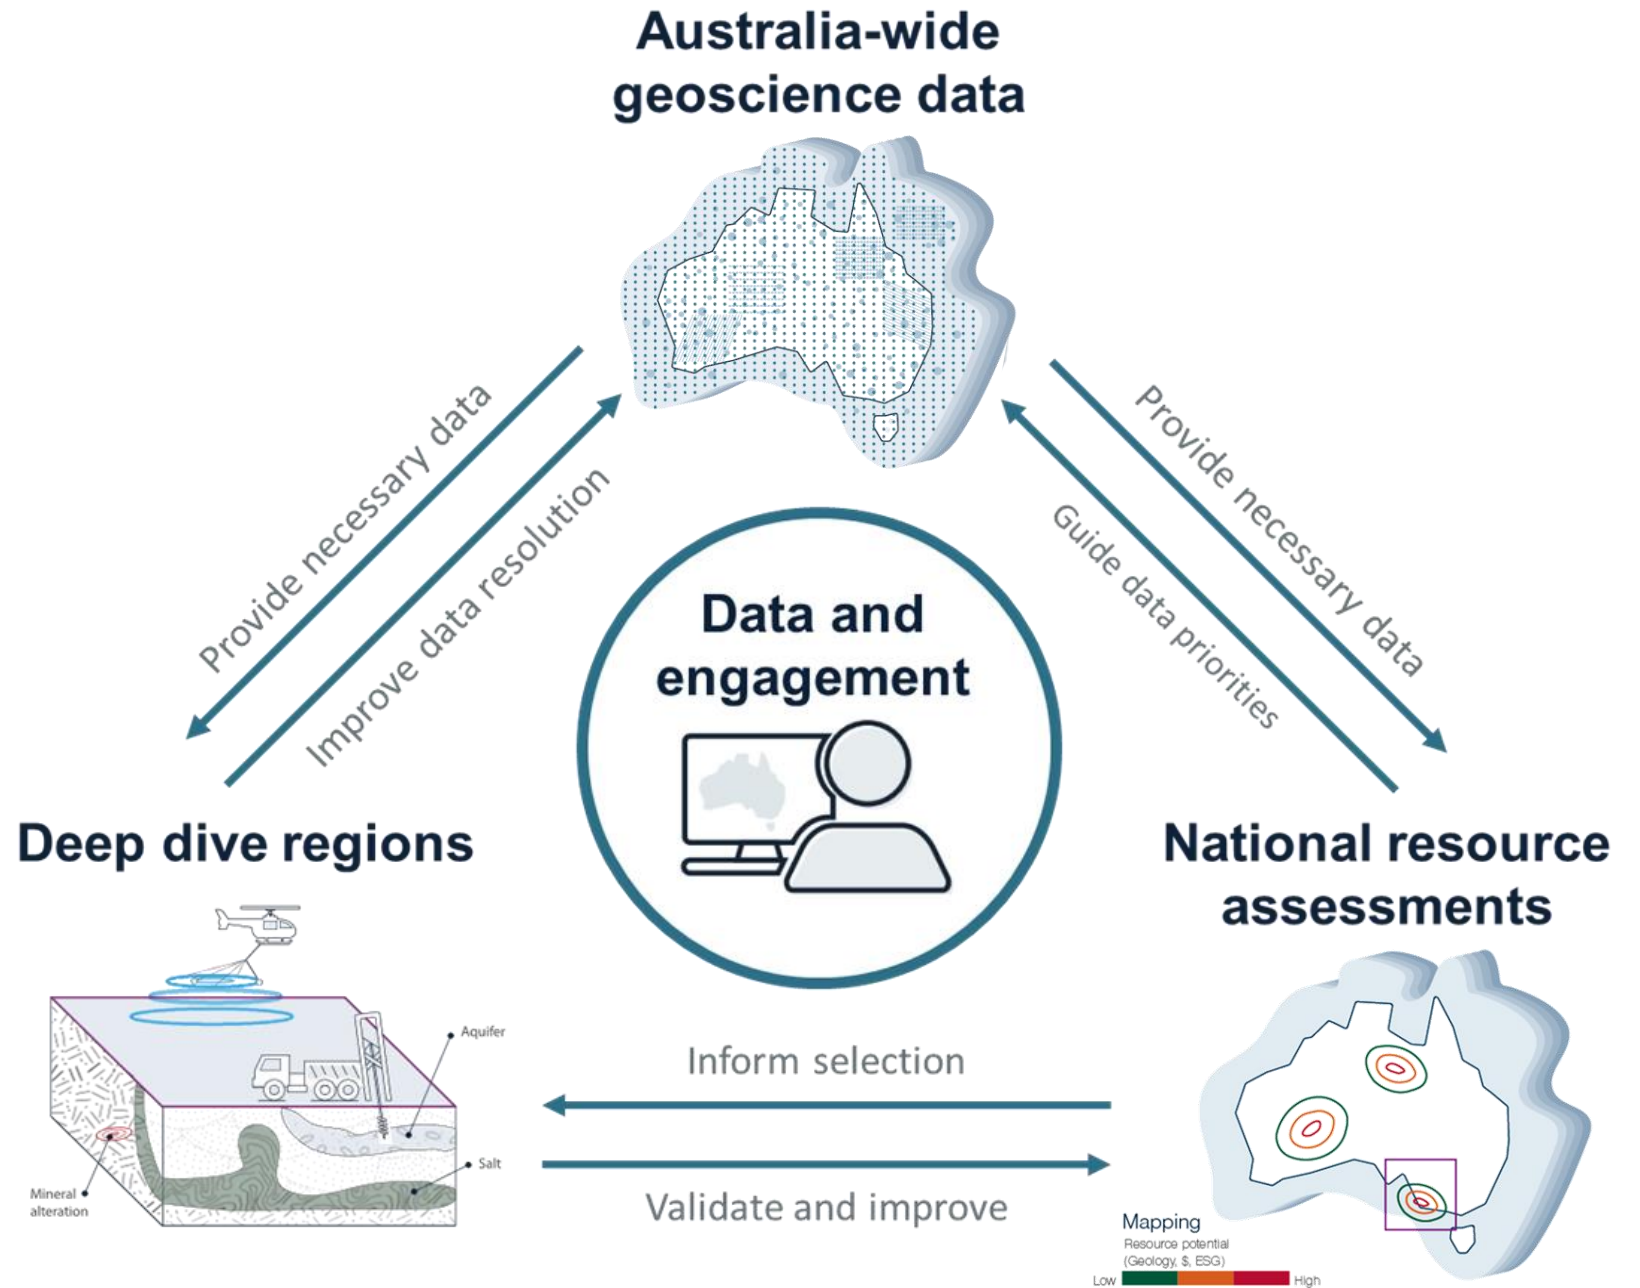 Australia-wide
geoscience data
Provide necessary data
Improve data resolution
Provide necessary data
Guide data priorities
Data and
engagement
Deep dive regions
National resource
assessments
Aquifer
Salt
Mineral
alteration
Inform selection
Validate and improve
Mapping
Resource potential
(Geology, $, ESG)
Low
High